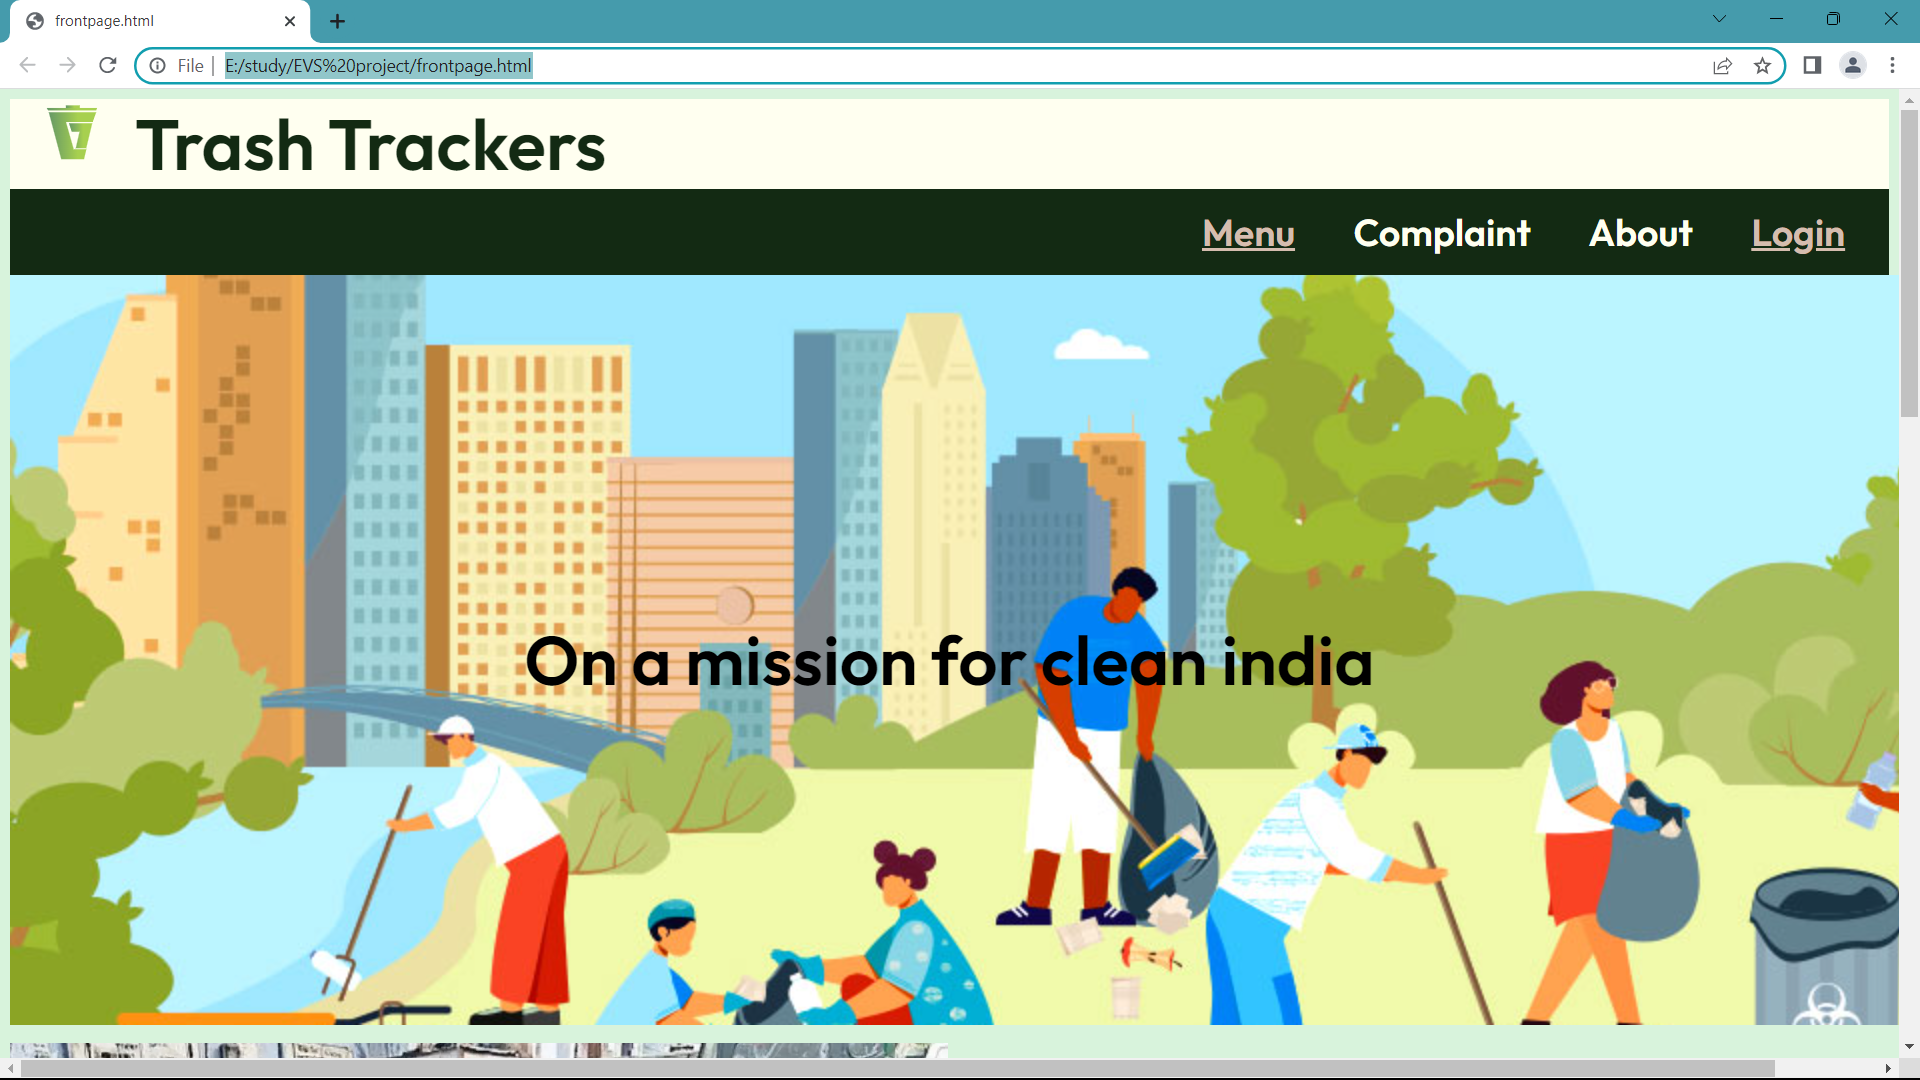 frontpage.html
File | E:/study/EVS%20project/frontpage.html
Trash Trackers
Menu Complaint About Login
On a mission for clean india